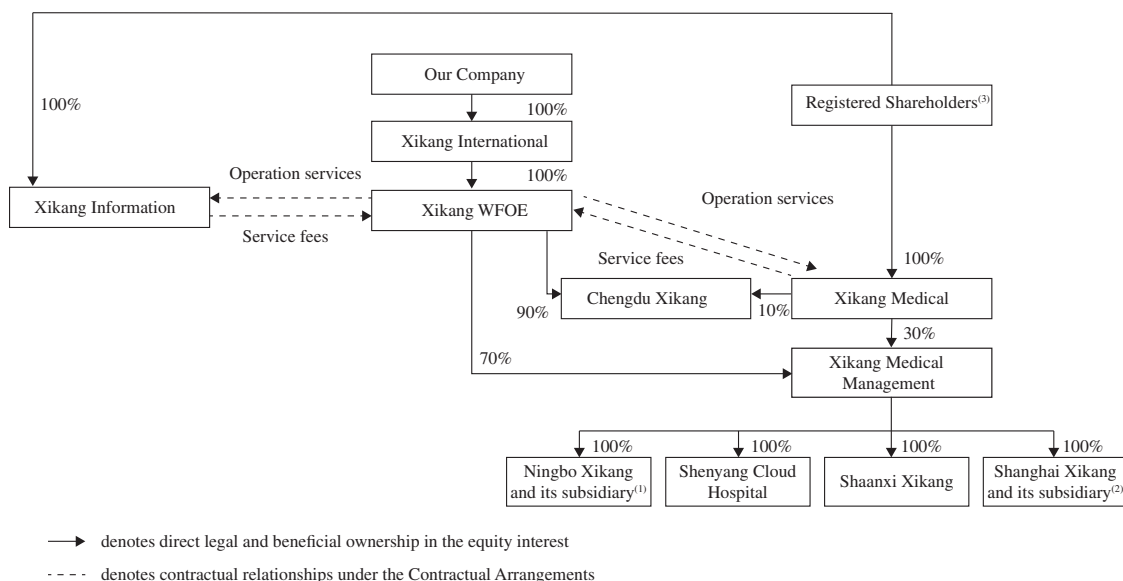 Our Company
100%
Registered Shareholders(3)
100%
Xikang International
100%
Operation services
Xikang Information
Xikang WFOE
Operation services
Service fees
Service fees
100%
Chengdu Xikang
Xikang Medical
90%
10%
30%
70%
Xikang Medical
Management
100%
100%
100%
100%
Ningbo Xikang
and its subsidiary(1)
Shenyang Cloud
Hospital
Shaanxi Xikang
Shanghai Xikang
and its subsidiary(2)
denotes direct legal and beneficial ownership in the equity interest
denotes contractual relationships under the Contractual Arrangements